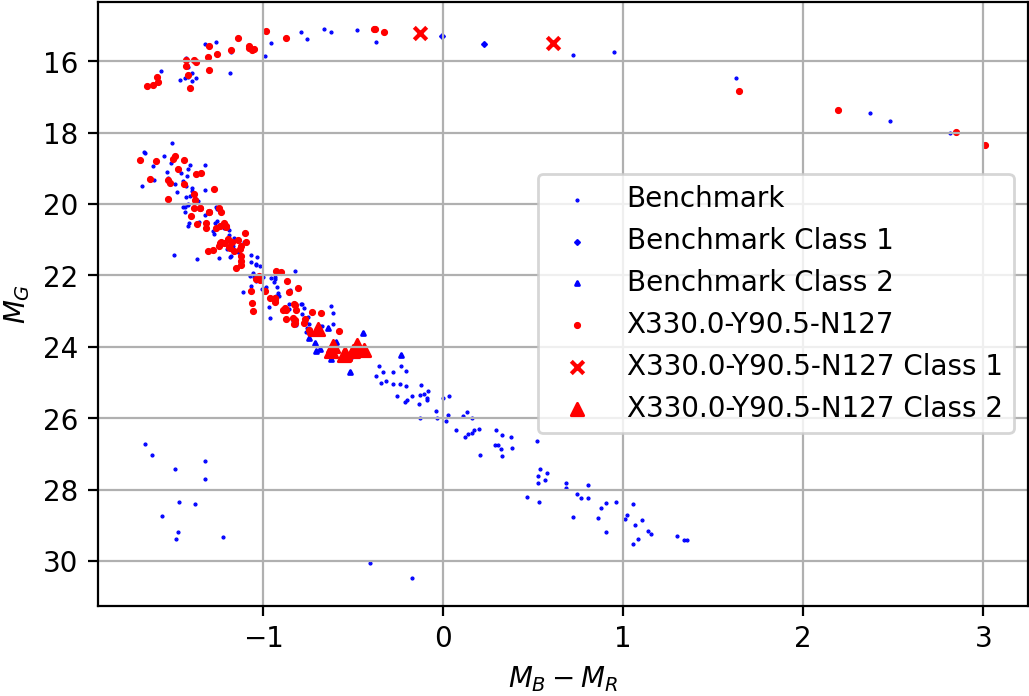 16
18
20
22
24
26
28
30
M_G
Benchmark
Benchmark Class 1
Benchmark Class 2
X330.0-Y90.5-N127
X330.0-Y90.5-N127 Class 1
X330.0-Y90.5-N127 Class 2
−1 0 1 2 3
M_B − M_R